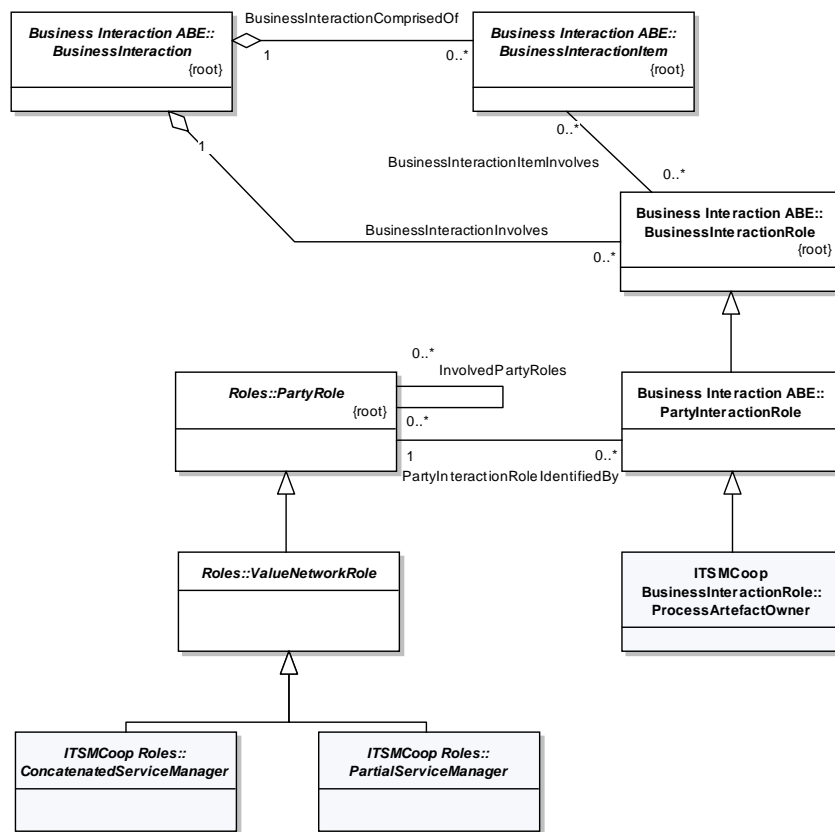 BusinessInteractionComprisedOf
Business Interaction ABE::
BusinessInteraction
{root}
1
0..*
Business Interaction ABE::
BusinessInteractionItem
{root}
0..*
BusinessInteractionItemInvolves
0..*
1
BusinessInteractionInvolves
0..*
Business Interaction ABE::
BusinessInteractionRole
{root}
0..*
InvolvedPartyRoles
0..*
Roles::PartyRole
{root}
1
0..*
PartyInteractionRoleIdentifiedBy
Business Interaction ABE::
PartyInteractionRole
Roles::ValueNetworkRole
ITSMCoop
BusinessInteractionRole::
ProcessArtefactOwner
ITSMCoop Roles::
ConcatenatedServiceManager
ITSMCoop Roles::
PartialServiceManager